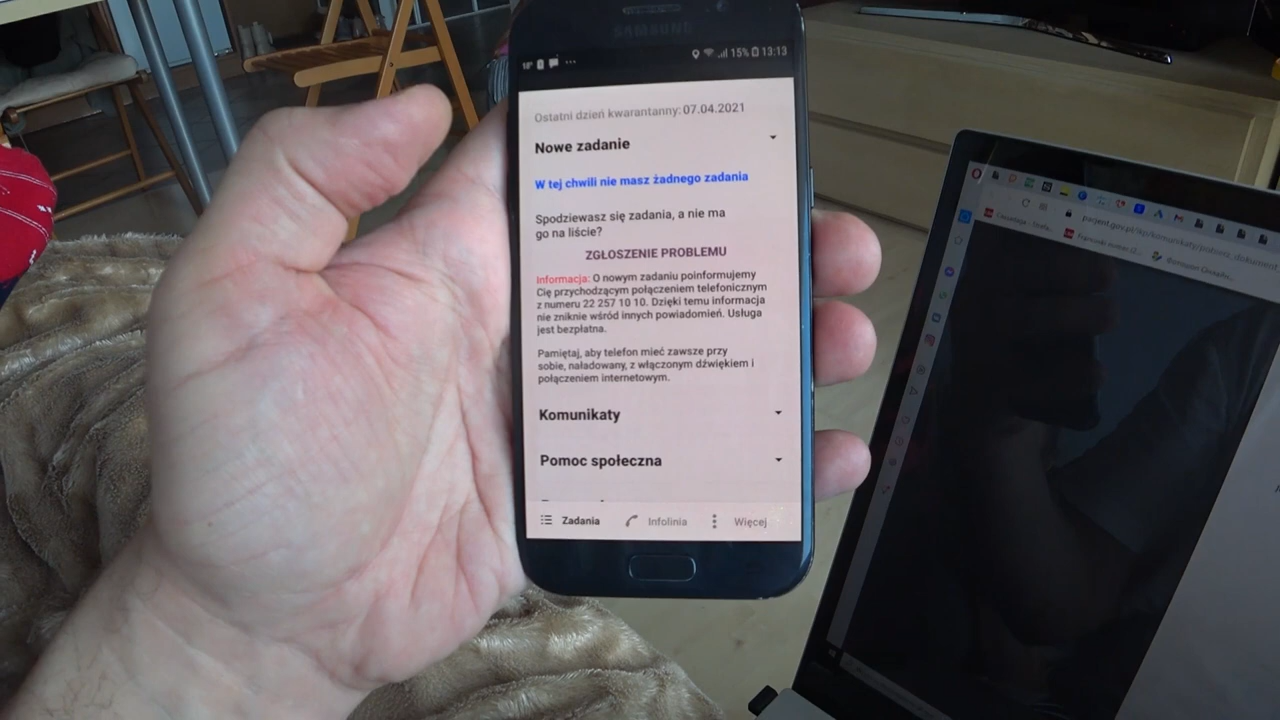 SAMSUNG
15% 13:13
Ostatni dzień kwarantanny: 07.04.2021
Nowe zadanie
W tej chwili nie masz żadnego zadania
Spodziewasz się zadania, a nie ma
go na liście?
ZGŁOSZENIE PROBLEMU
Informacja: O nowym zadaniu poinformujemy
Cię przychodzącym połączeniem telefonicznym
z numeru 22 257 10 10. Dzięki temu informacja
nie zniknie wśród innych powiadomień. Usługa
jest bezpłatna.
Pamiętaj, aby telefon mieć zawsze przy
sobie, naładowany, z włączonym dźwiękiem i
połączeniem internetowym.
Komunikaty
Pomoc społeczna
Zadania
Infolinia
Więcej